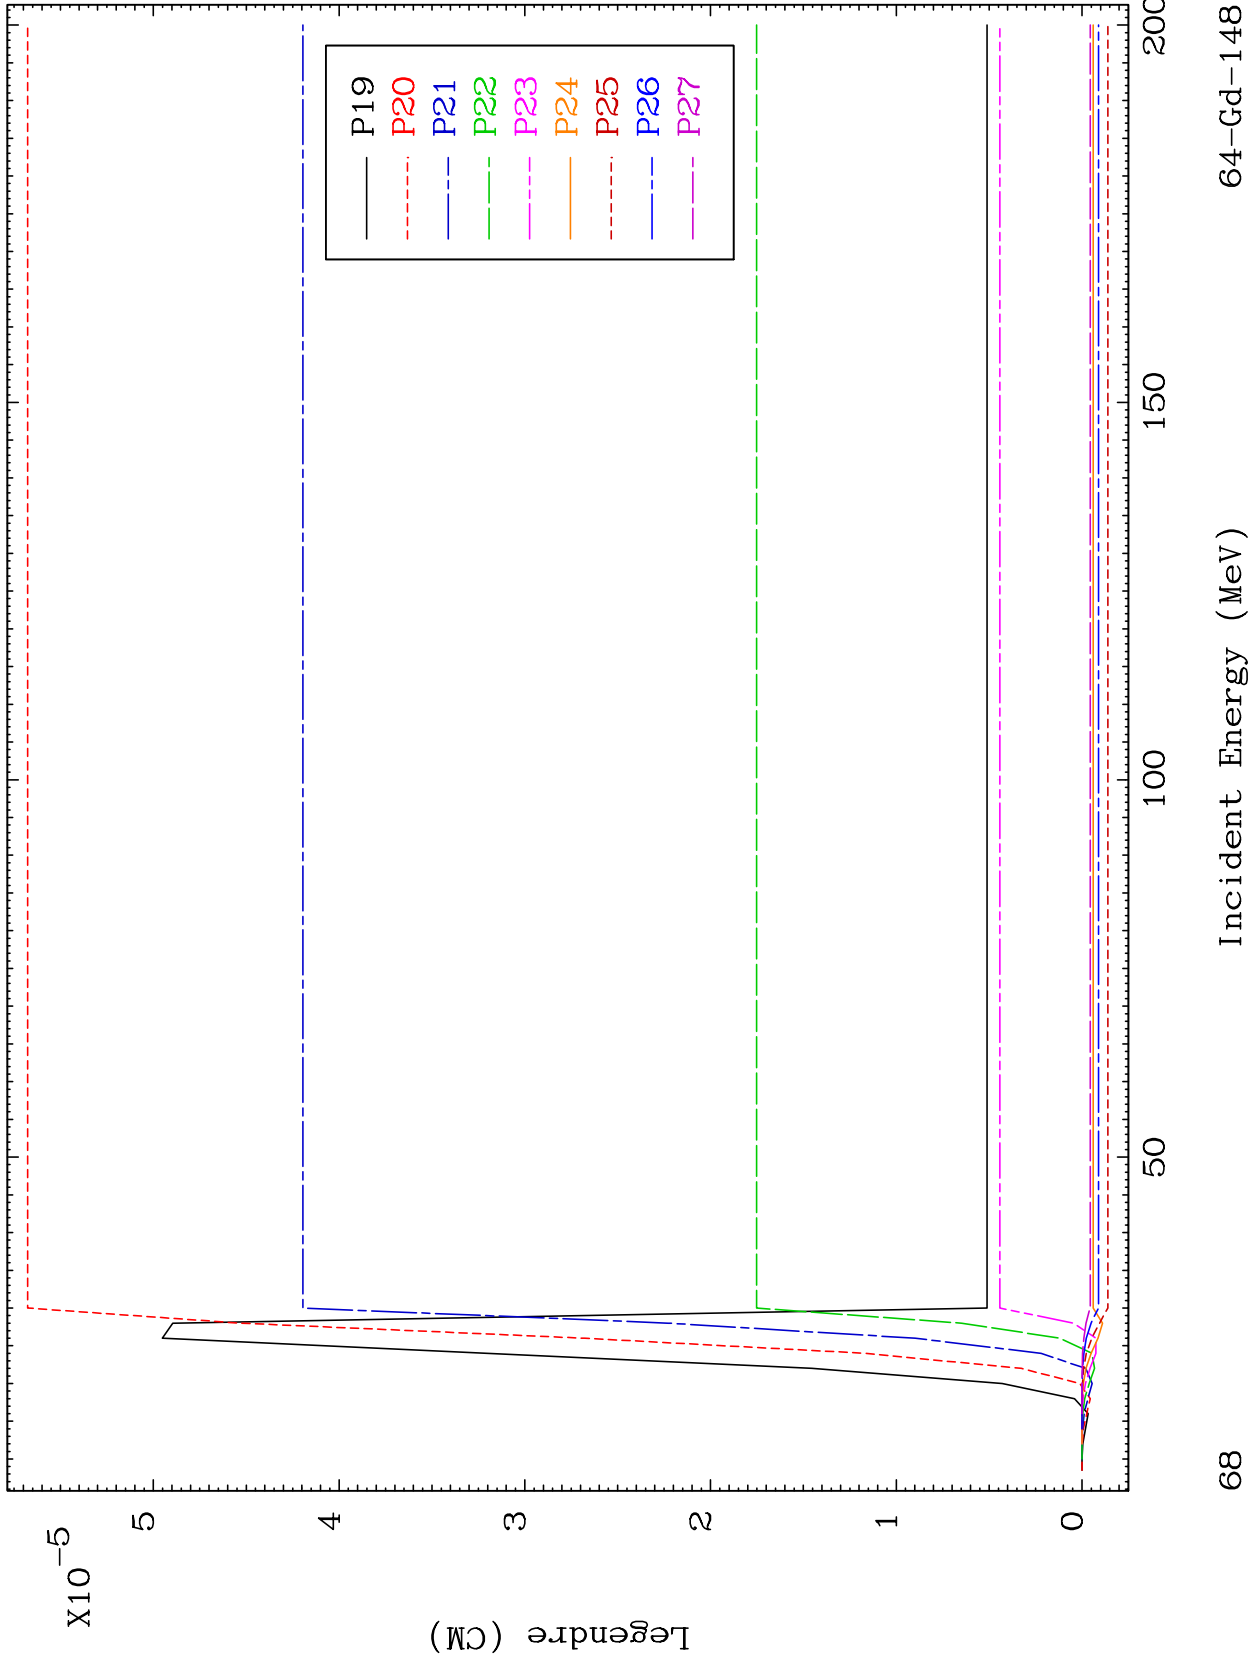 X10-5
5
4
3
2
1
0
Legendre (CM)
50
100
150
200
Incident Energy (MeV)
P19
P20
P21
P22
P23
P24
P25
P26
P27
68
64-Gd-148